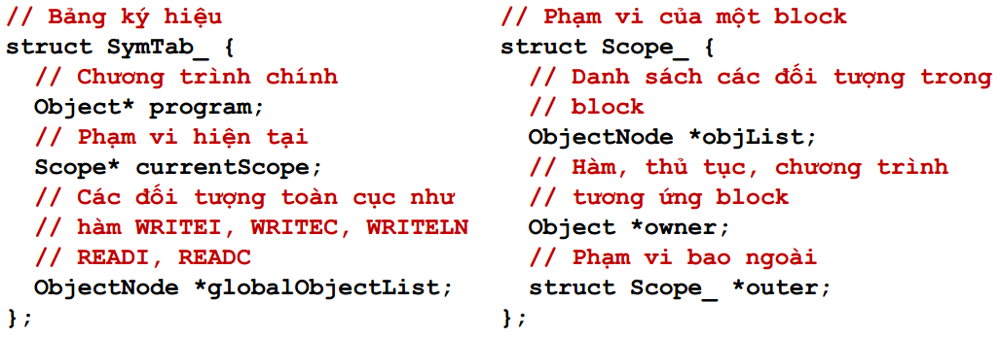 // Bảng ký hiệu
struct SymTab_ {
// Chương trình chính
Object* program;
// Phạm vi hiện tại
Scope* currentScope;
// Các đối tượng toàn cục như
// hàm WRITEI, WRITEC, WRITELN
// READI, READC
ObjectNode *globalObjectList;
};
// Phạm vi của một block
struct Scope_ {
// Danh sách các đối tượng trong
// block
ObjectNode *objList;
// Hàm, thủ tục, chương trình
// tương ứng block
Object *owner;
// Phạm vi bao ngoài
struct Scope_ *outer;
};